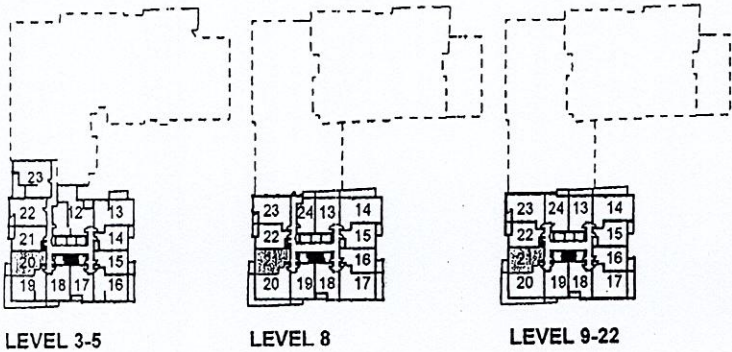 23
22 12 13
21 14
20 15
19 18 17 16
LEVEL 3-5
23 24 13 14
22 15
21 16
20 19 18 17
LEVEL 8
23 24 13 14
22 15
21 16
20 19 18 17
LEVEL 9-22